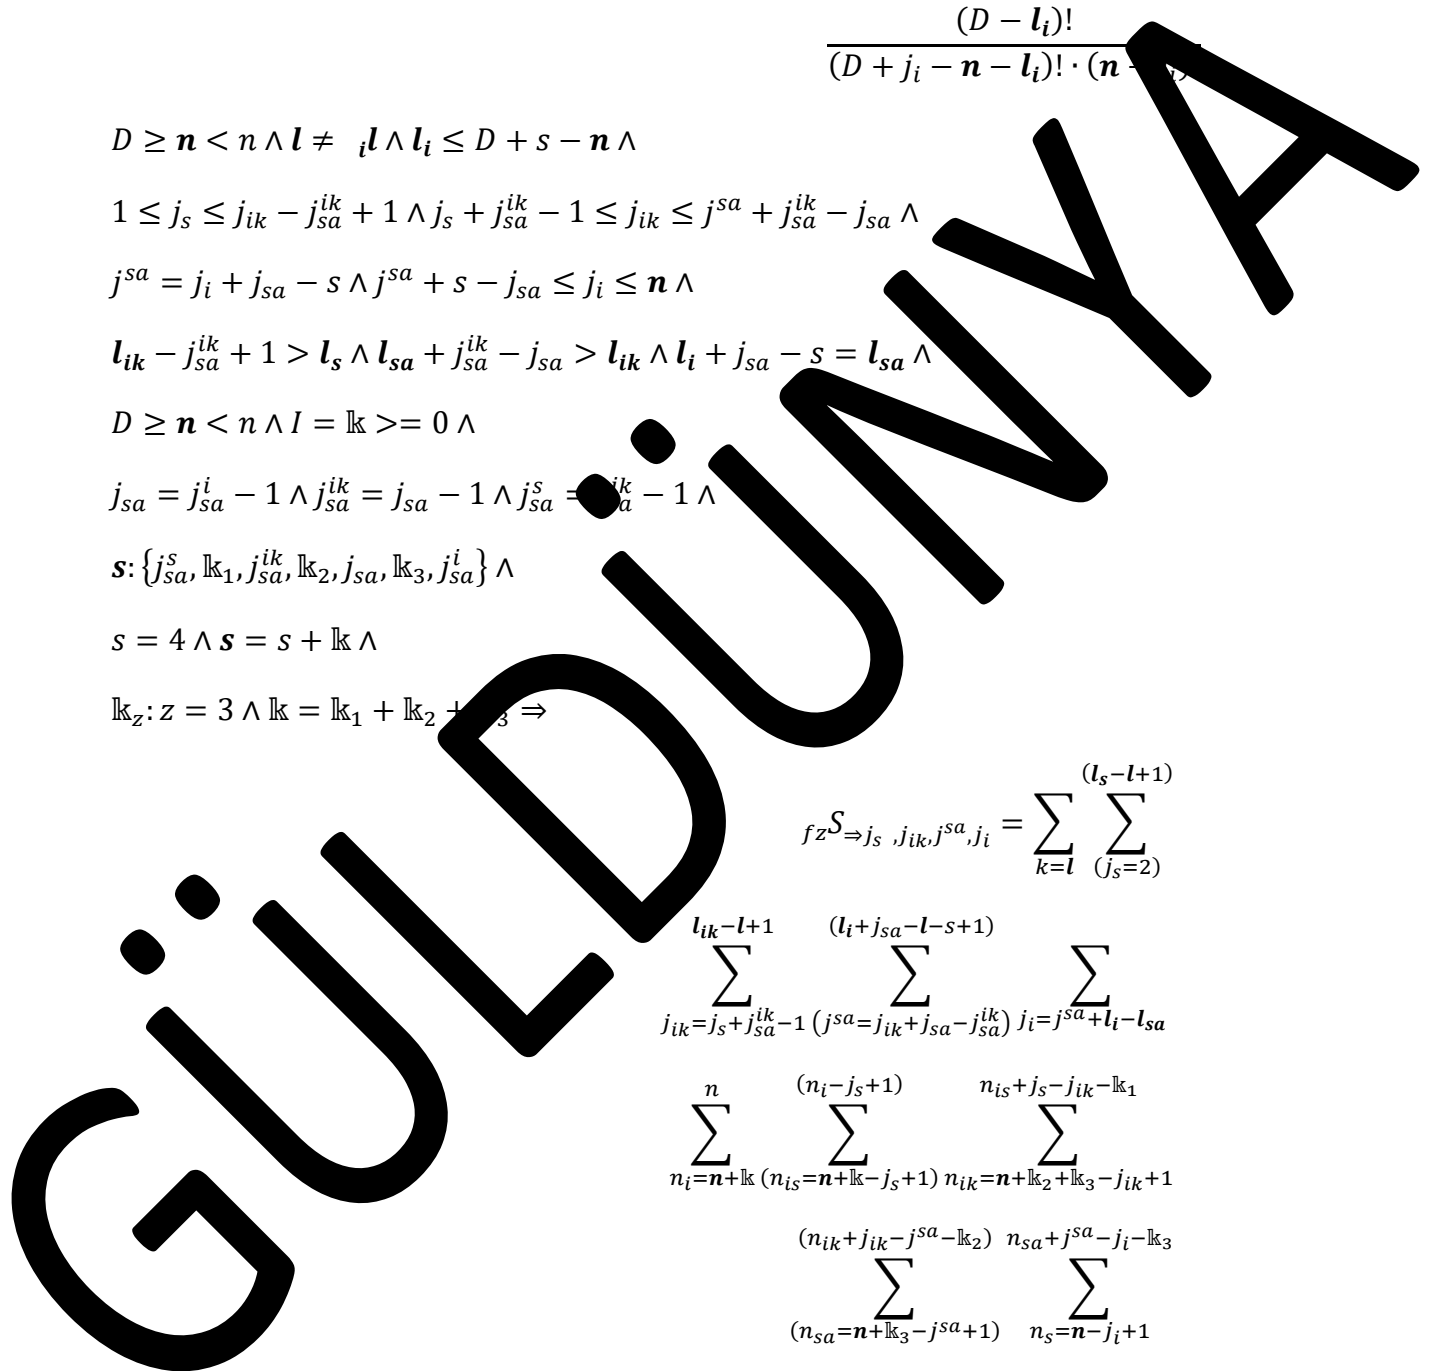 (D − l_i)!
(D + j_i − n − l_i)! · (n
D ≥ n < n ∧ l ≠ _i l ∧ l_i ≤ D + s − n ∧
1 ≤ j_s ≤ j_ik − j_sa^ik + 1 ∧ j_s + j_sa^ik − 1 ≤ j_ik ≤ j^sa + j_sa^ik − j_sa ∧
j^sa = j_i + j_sa − s ∧ j^sa + s − j_sa ≤ j_i ≤ n ∧
l_ik − j_sa^ik + 1 > l_s ∧ l_sa + j_sa^ik − j_sa > l_ik ∧ l_i + j_sa − s = l_sa ∧
D ≥ n < n ∧ I = 𝕜 >= 0 ∧
j_sa = j_sa^i − 1 ∧ j_sa^ik = j_sa − 1 ∧ j_sa^s = − 1 ∧
s: {j_sa^s, 𝕜_1, j_sa^ik, 𝕜_2, j_sa, 𝕜_3, j_sa^i} ∧
s = 4 ∧ s = s + 𝕜 ∧
𝕜_z: z = 3 ∧ 𝕜 = 𝕜_1 + 𝕜_2 + _3 ⇒
(l_s−l+1)
_fz S_⇒j_s ,j_ik,j^sa,j_i = ∑ ∑
k=l (j_s=2)
l_ik−l+1 (l_i+j_sa−l−s+1)
∑ ∑ ∑
j_ik=j_s+j_sa^ik−1 (j^sa=j_ik+j_sa−j_sa^ik) j_i=j^sa+l_i−l_sa
n (n_i−j_s+1) n_is+j_s−j_ik−𝕜_1
∑ ∑ ∑
n_i=n+𝕜 (n_is=n+𝕜−j_s+1) n_ik=n+𝕜_2+𝕜_3−j_ik+1
(n_ik+j_ik−j^sa−𝕜_2) n_sa+j^sa−j_i−𝕜_3
∑ ∑
(n_sa=n+𝕜_3−j^sa+1) n_s=n−j_i+1
GÜLDÜNYA